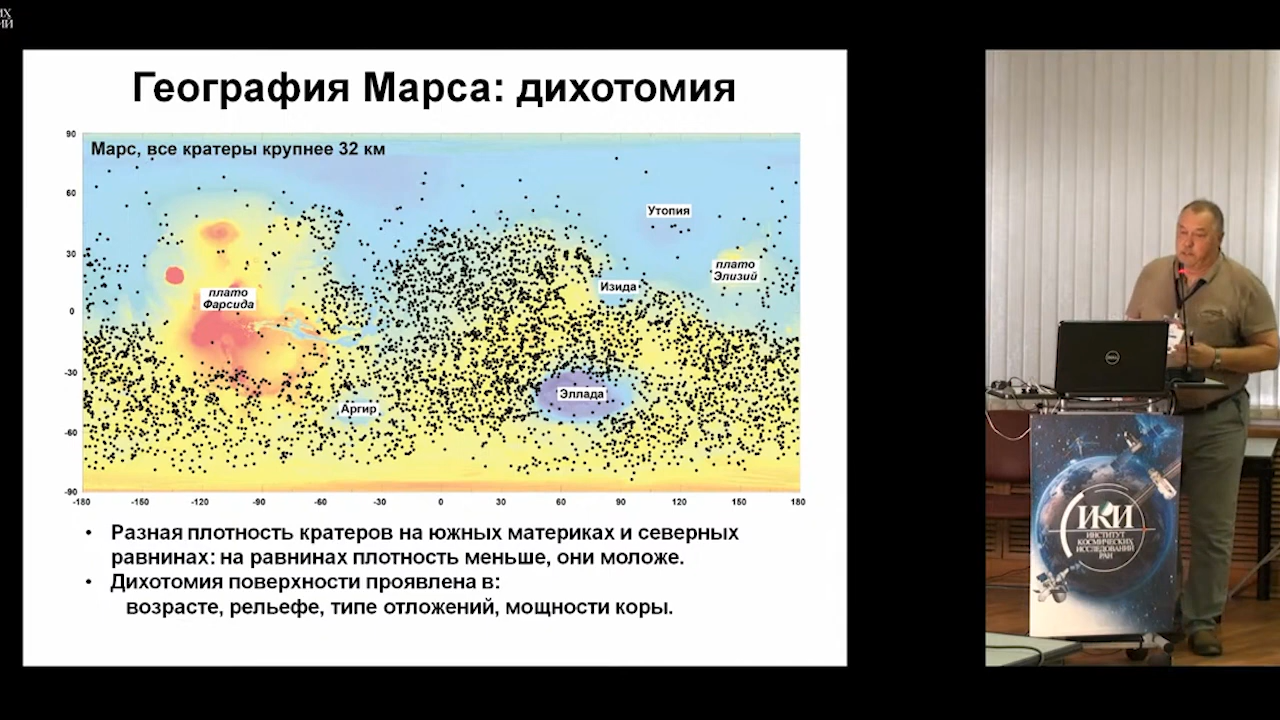 ИХ
ИИ
География Марса: дихотомия
Марс, все кратеры крупнее 32 км
90
60
30
0
-30
-60
-90
Утопия
плато
Элизий
Изида
плато
Фарсида
Эллада
Аргир
-180 -150 -120 -90 -60 -30 0 30 60 90 120 150 180
• Разная плотность кратеров на южных материках и северных
равнинах: на равнинах плотность меньше, они моложе.
• Дихотомия поверхности проявлена в:
возрасте, рельефе, типе отложений, мощности коры.
DELL
ИКИ
ИНСТИТУТ
КОСМИЧЕСКИХ
ИССЛЕДОВАНИЙ
РАН